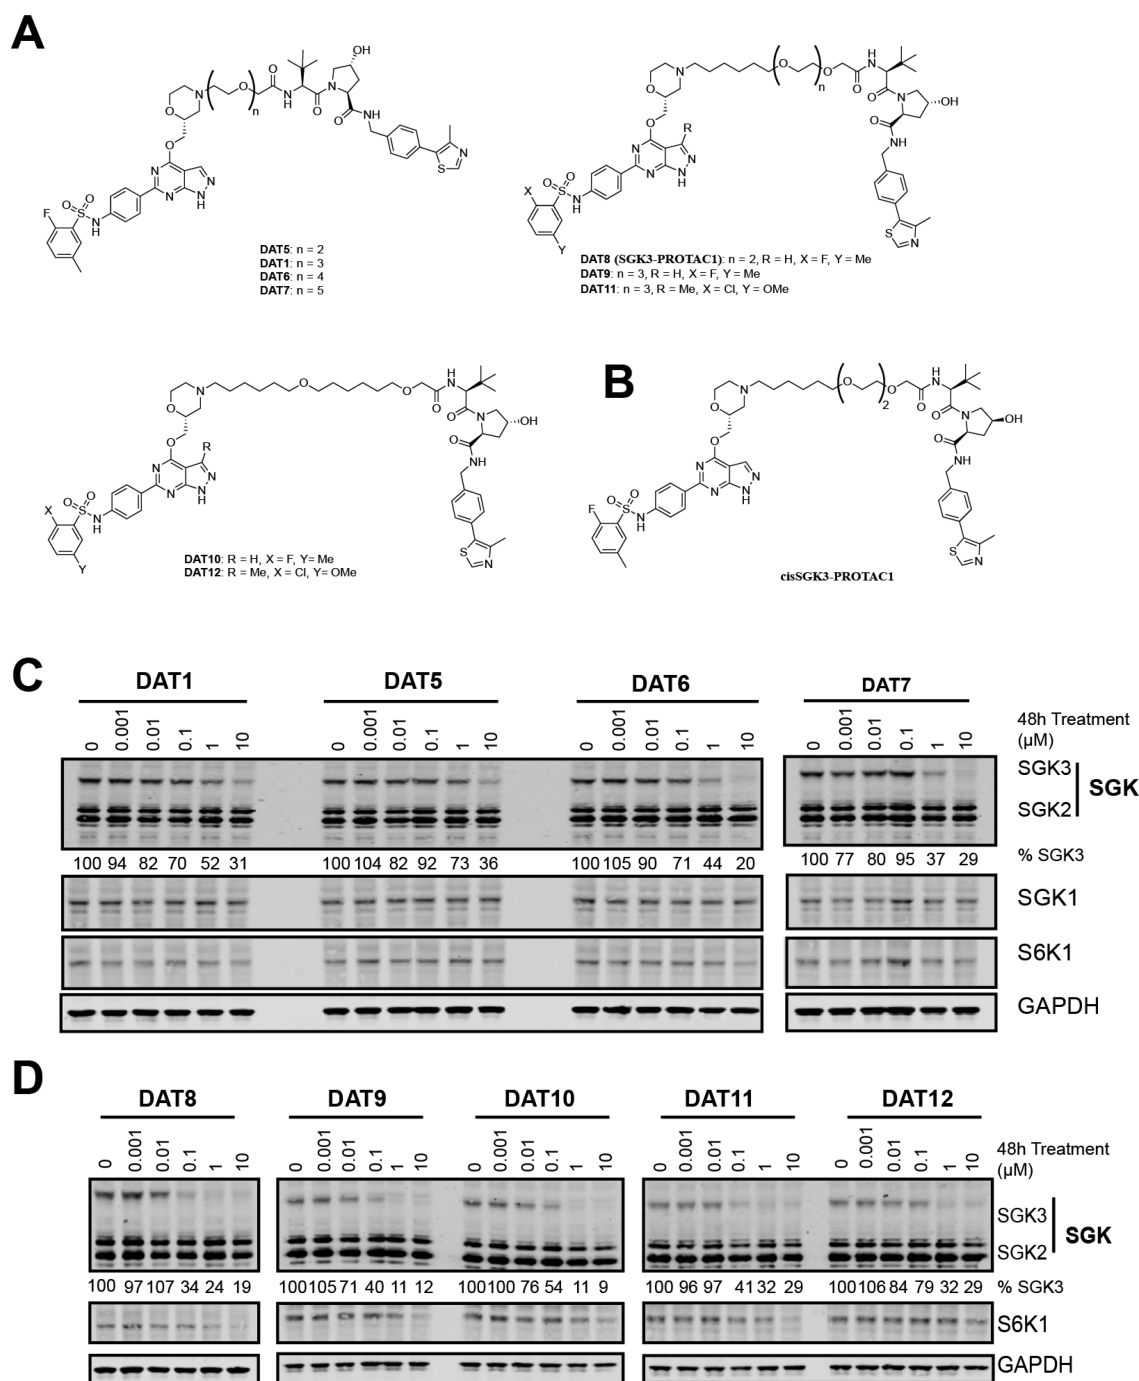 A
DAT5: n = 2
DAT1: n = 3
DAT6: n = 4
DAT7: n = 5
DAT8 (SGK3-PROTAC1): n = 2, R = H, X = F, Y = Me
DAT9: n = 3, R = H, X = F, Y = Me
DAT11: n = 3, R = Me, X = Cl, Y = OMe
DAT10: R = H, X = F, Y= Me
DAT12: R = Me, X = Cl, Y= OMe
B
cisSGK3-PROTAC1
C
DAT1 DAT5 DAT6 DAT7
0 0.001 0.01 0.1 1 10 0 0.001 0.01 0.1 1 10 0 0.001 0.01 0.1 1 10 0 0.001 0.01 0.1 1 10 48h Treatment
(µM)
SGK3
SGK
SGK2
100 94 82 70 52 31 100 104 82 92 73 36 100 105 90 71 44 20 100 77 80 95 37 29 % SGK3
SGK1
S6K1
GAPDH
D
DAT8 DAT9 DAT10 DAT11 DAT12
0 0.001 0.01 0.1 1 10 0 0.001 0.01 0.1 1 10 0 0.001 0.01 0.1 1 10 0 0.001 0.01 0.1 1 10 0 0.001 0.01 0.1 1 10 48h Treatment
(µM)
SGK3
SGK
SGK2
100 97 107 34 24 19 100 105 71 40 11 12 100 100 76 54 11 9 100 96 97 41 32 29 100 106 84 79 32 29 % SGK3
S6K1
GAPDH